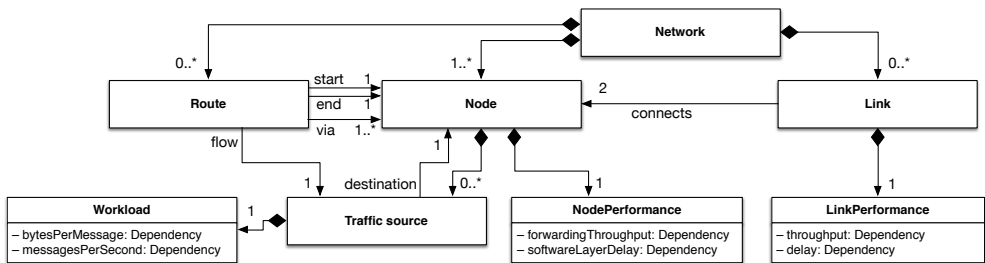 Network
0..*
1..*
0..*
Route
start
1
end
1
via
1..*
Node
2
connects
Link
flow
1
destination
1
0..*
1
1
Workload
– bytesPerMessage: Dependency
– messagesPerSecond: Dependency
1
Traffic source
NodePerformance
– forwardingThroughput: Dependency
– softwareLayerDelay: Dependency
LinkPerformance
– throughput: Dependency
– delay: Dependency